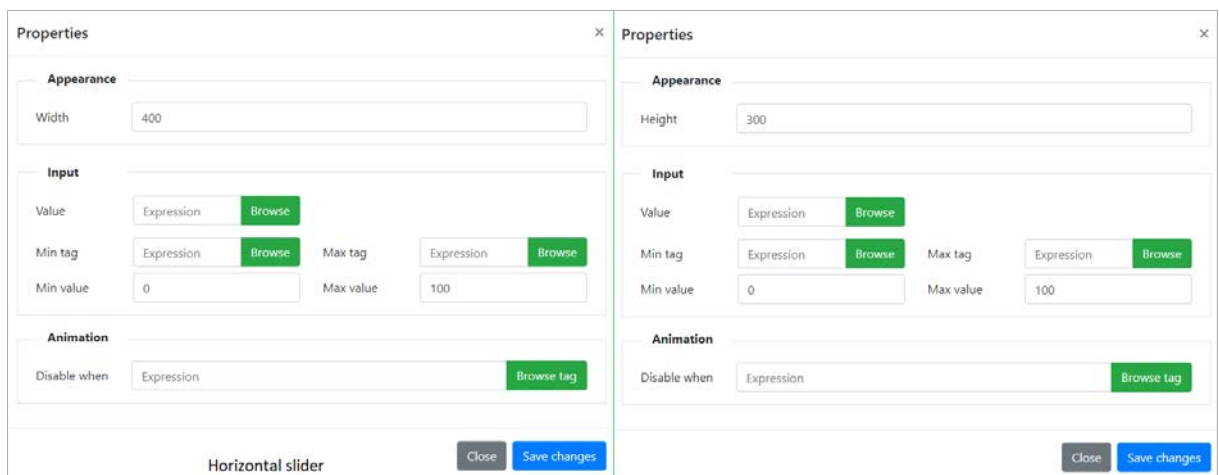 Properties ×
Appearance
Width 400
Input
Value Expression Browse
Min tag Expression Browse Max tag Expression Browse
Min value 0 Max value 100
Animation
Disable when Expression Browse tag
Close Save changes
Horizontal slider
Properties ×
Appearance
Height 300
Input
Value Expression Browse
Min tag Expression Browse Max tag Expression Browse
Min value 0 Max value 100
Animation
Disable when Expression Browse tag
Close Save changes